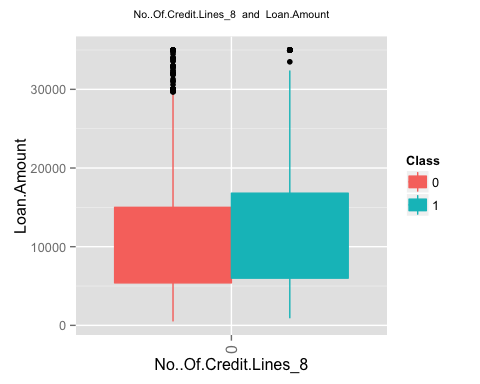 No..Of.Credit.Lines_8 and Loan.Amount
30000
20000
10000
0
Loan.Amount
0
No..Of.Credit.Lines_8
Class
0
1